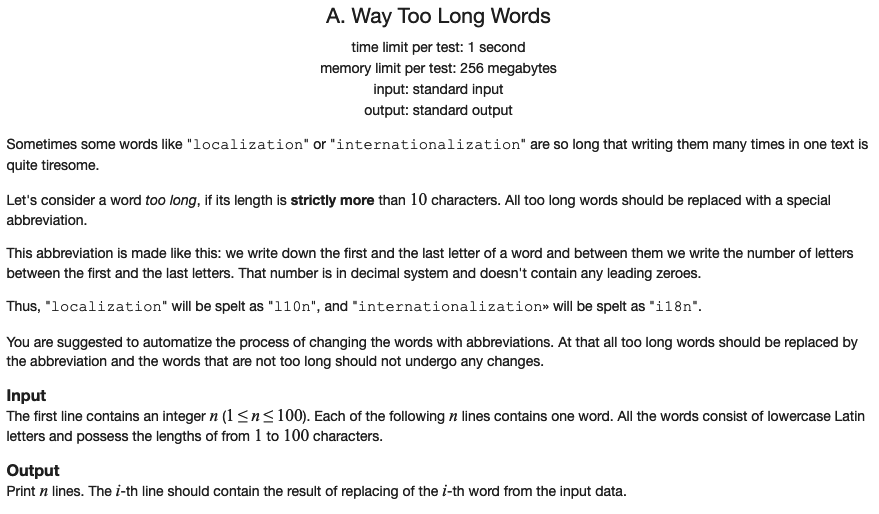 A. Way Too Long Words
time limit per test: 1 second
memory limit per test: 256 megabytes
input: standard input
output: standard output
Sometimes some words like "localization" or "internationalization" are so long that writing them many times in one text is
quite tiresome.
Let's consider a word too long, if its length is strictly more than 10 characters. All too long words should be replaced with a special
abbreviation.
This abbreviation is made like this: we write down the first and the last letter of a word and between them we write the number of letters
between the first and the last letters. That number is in decimal system and doesn't contain any leading zeroes.
Thus, "localization" will be spelt as "l10n", and "internationalization» will be spelt as "i18n".
You are suggested to automatize the process of changing the words with abbreviations. At that all too long words should be replaced by
the abbreviation and the words that are not too long should not undergo any changes.
Input
The first line contains an integer n (1 ≤ n ≤ 100). Each of the following n lines contains one word. All the words consist of lowercase Latin
letters and possess the lengths of from 1 to 100 characters.
Output
Print n lines. The i-th line should contain the result of replacing of the i-th word from the input data.